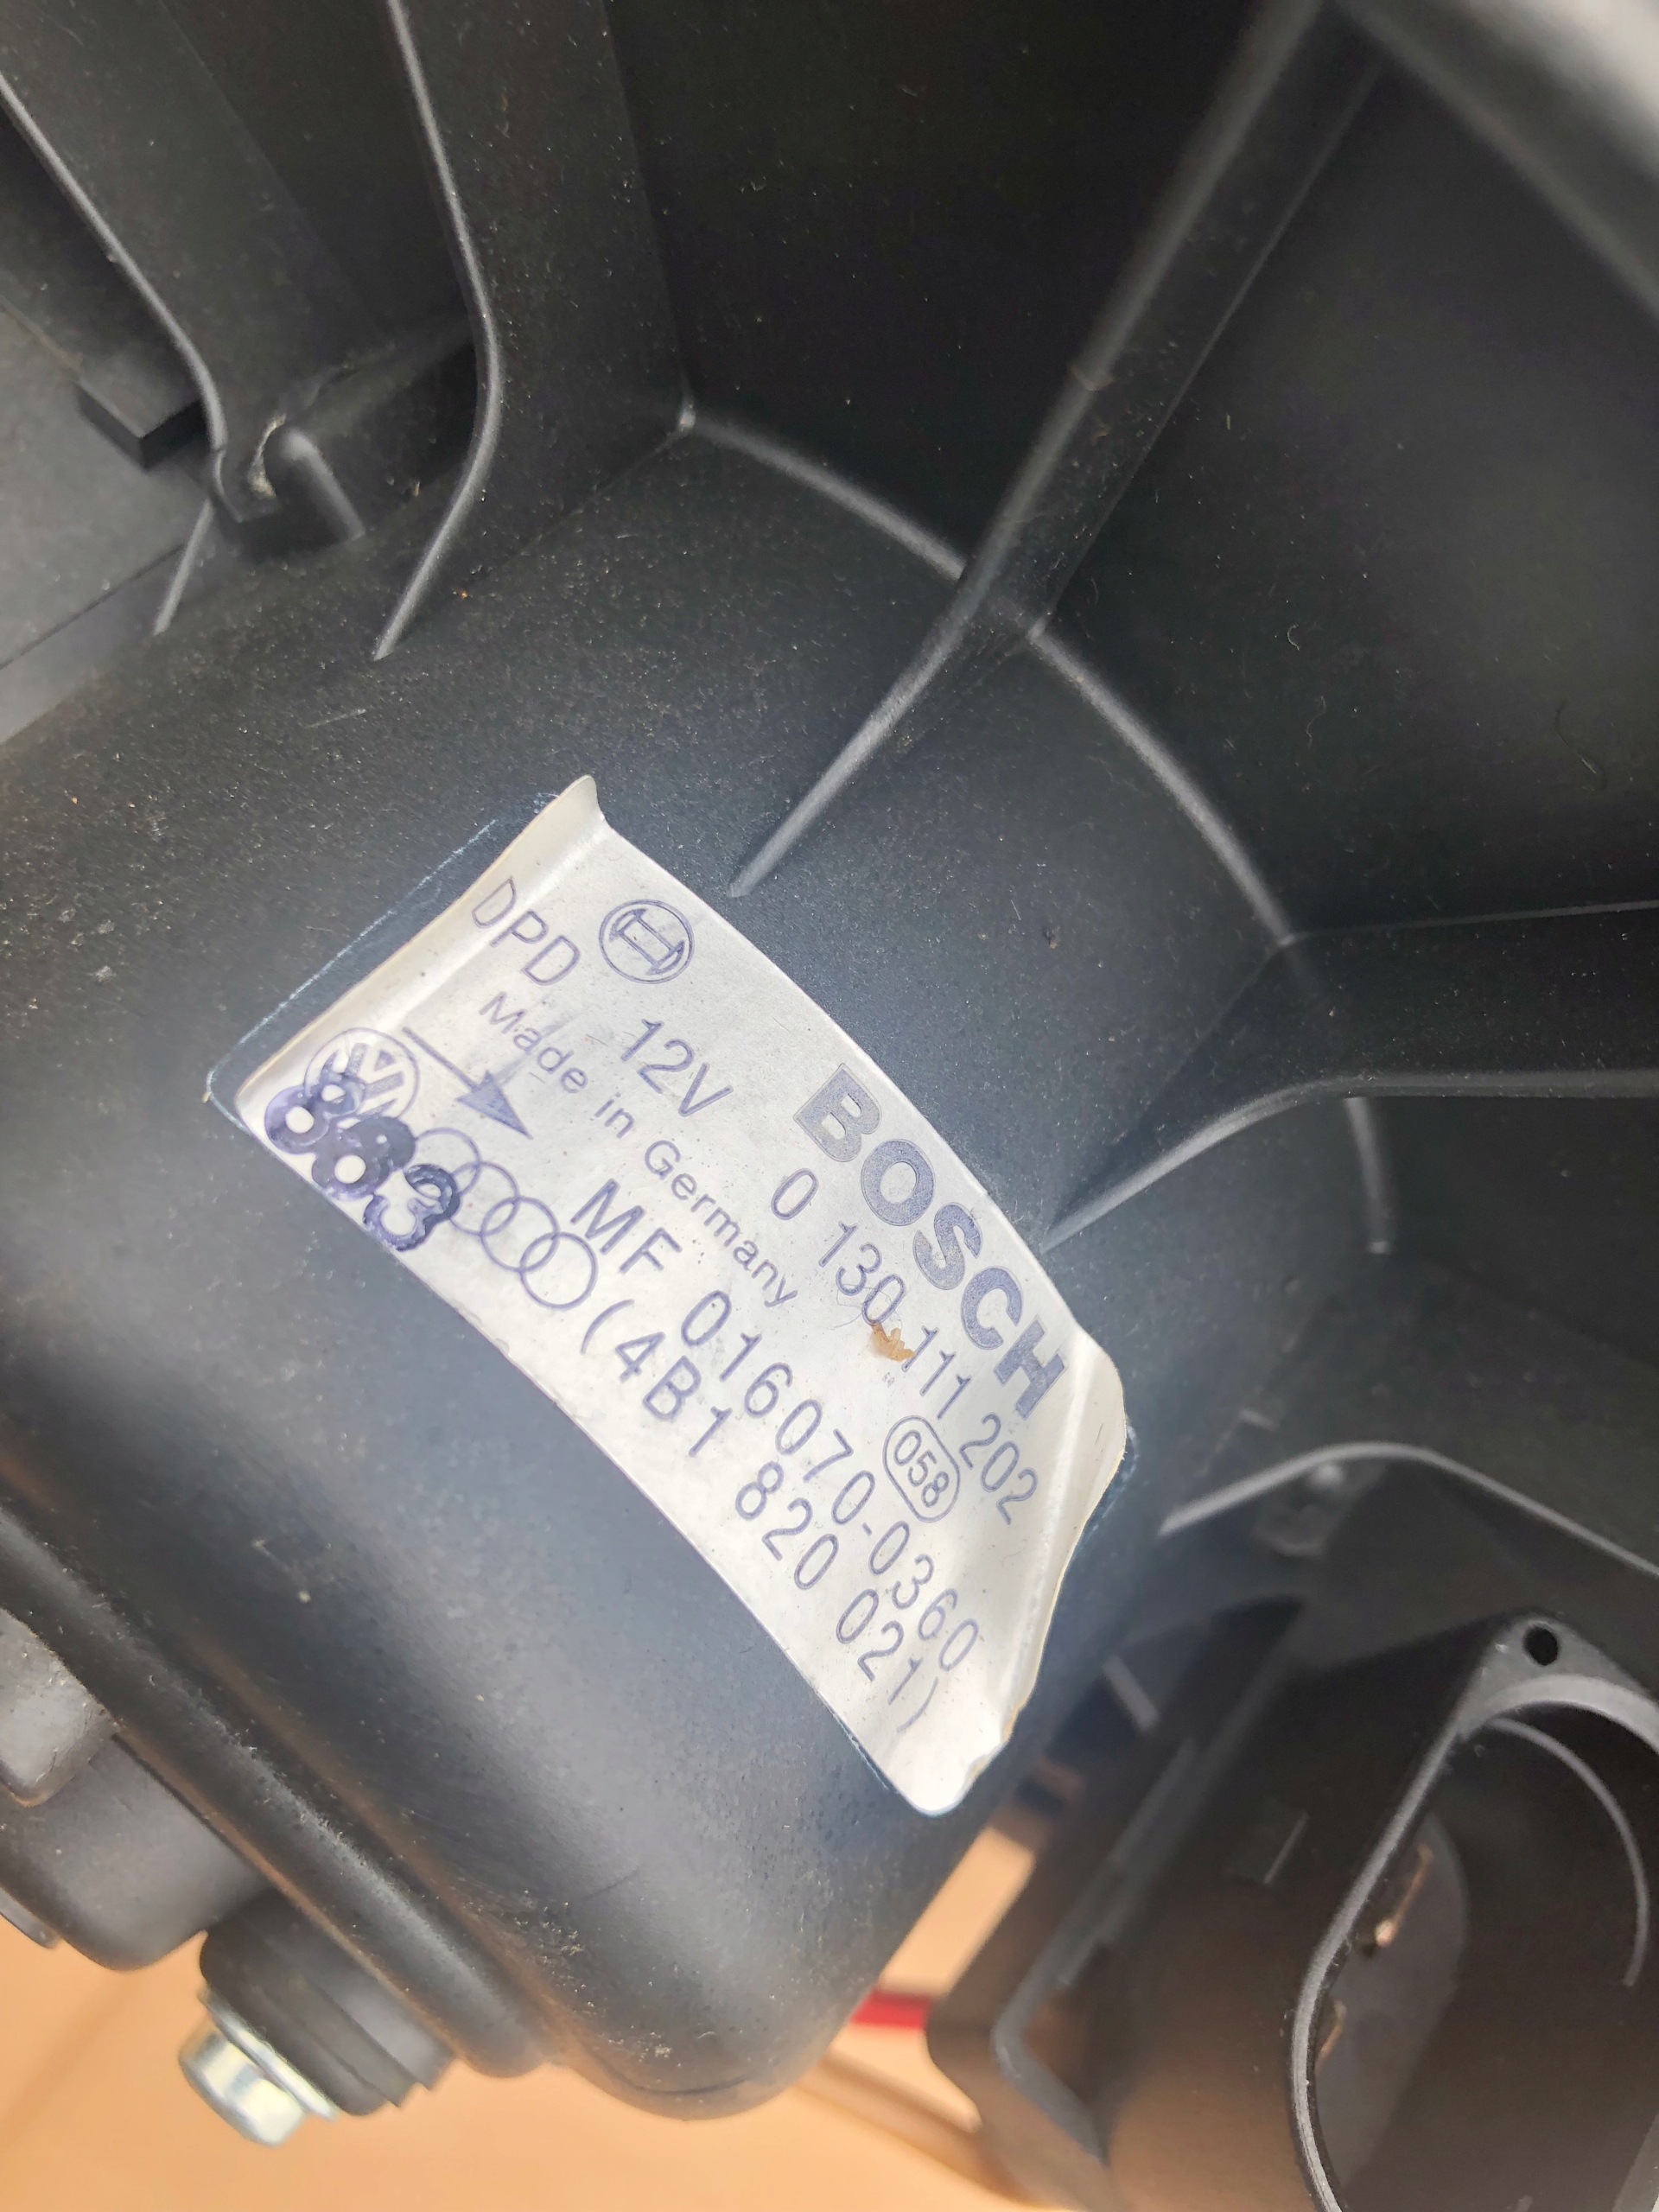 BOSCH
DPD 12V 0 130 111 202
Made in Germany 058
MF 016070-0360
(4B1 820 021)
883